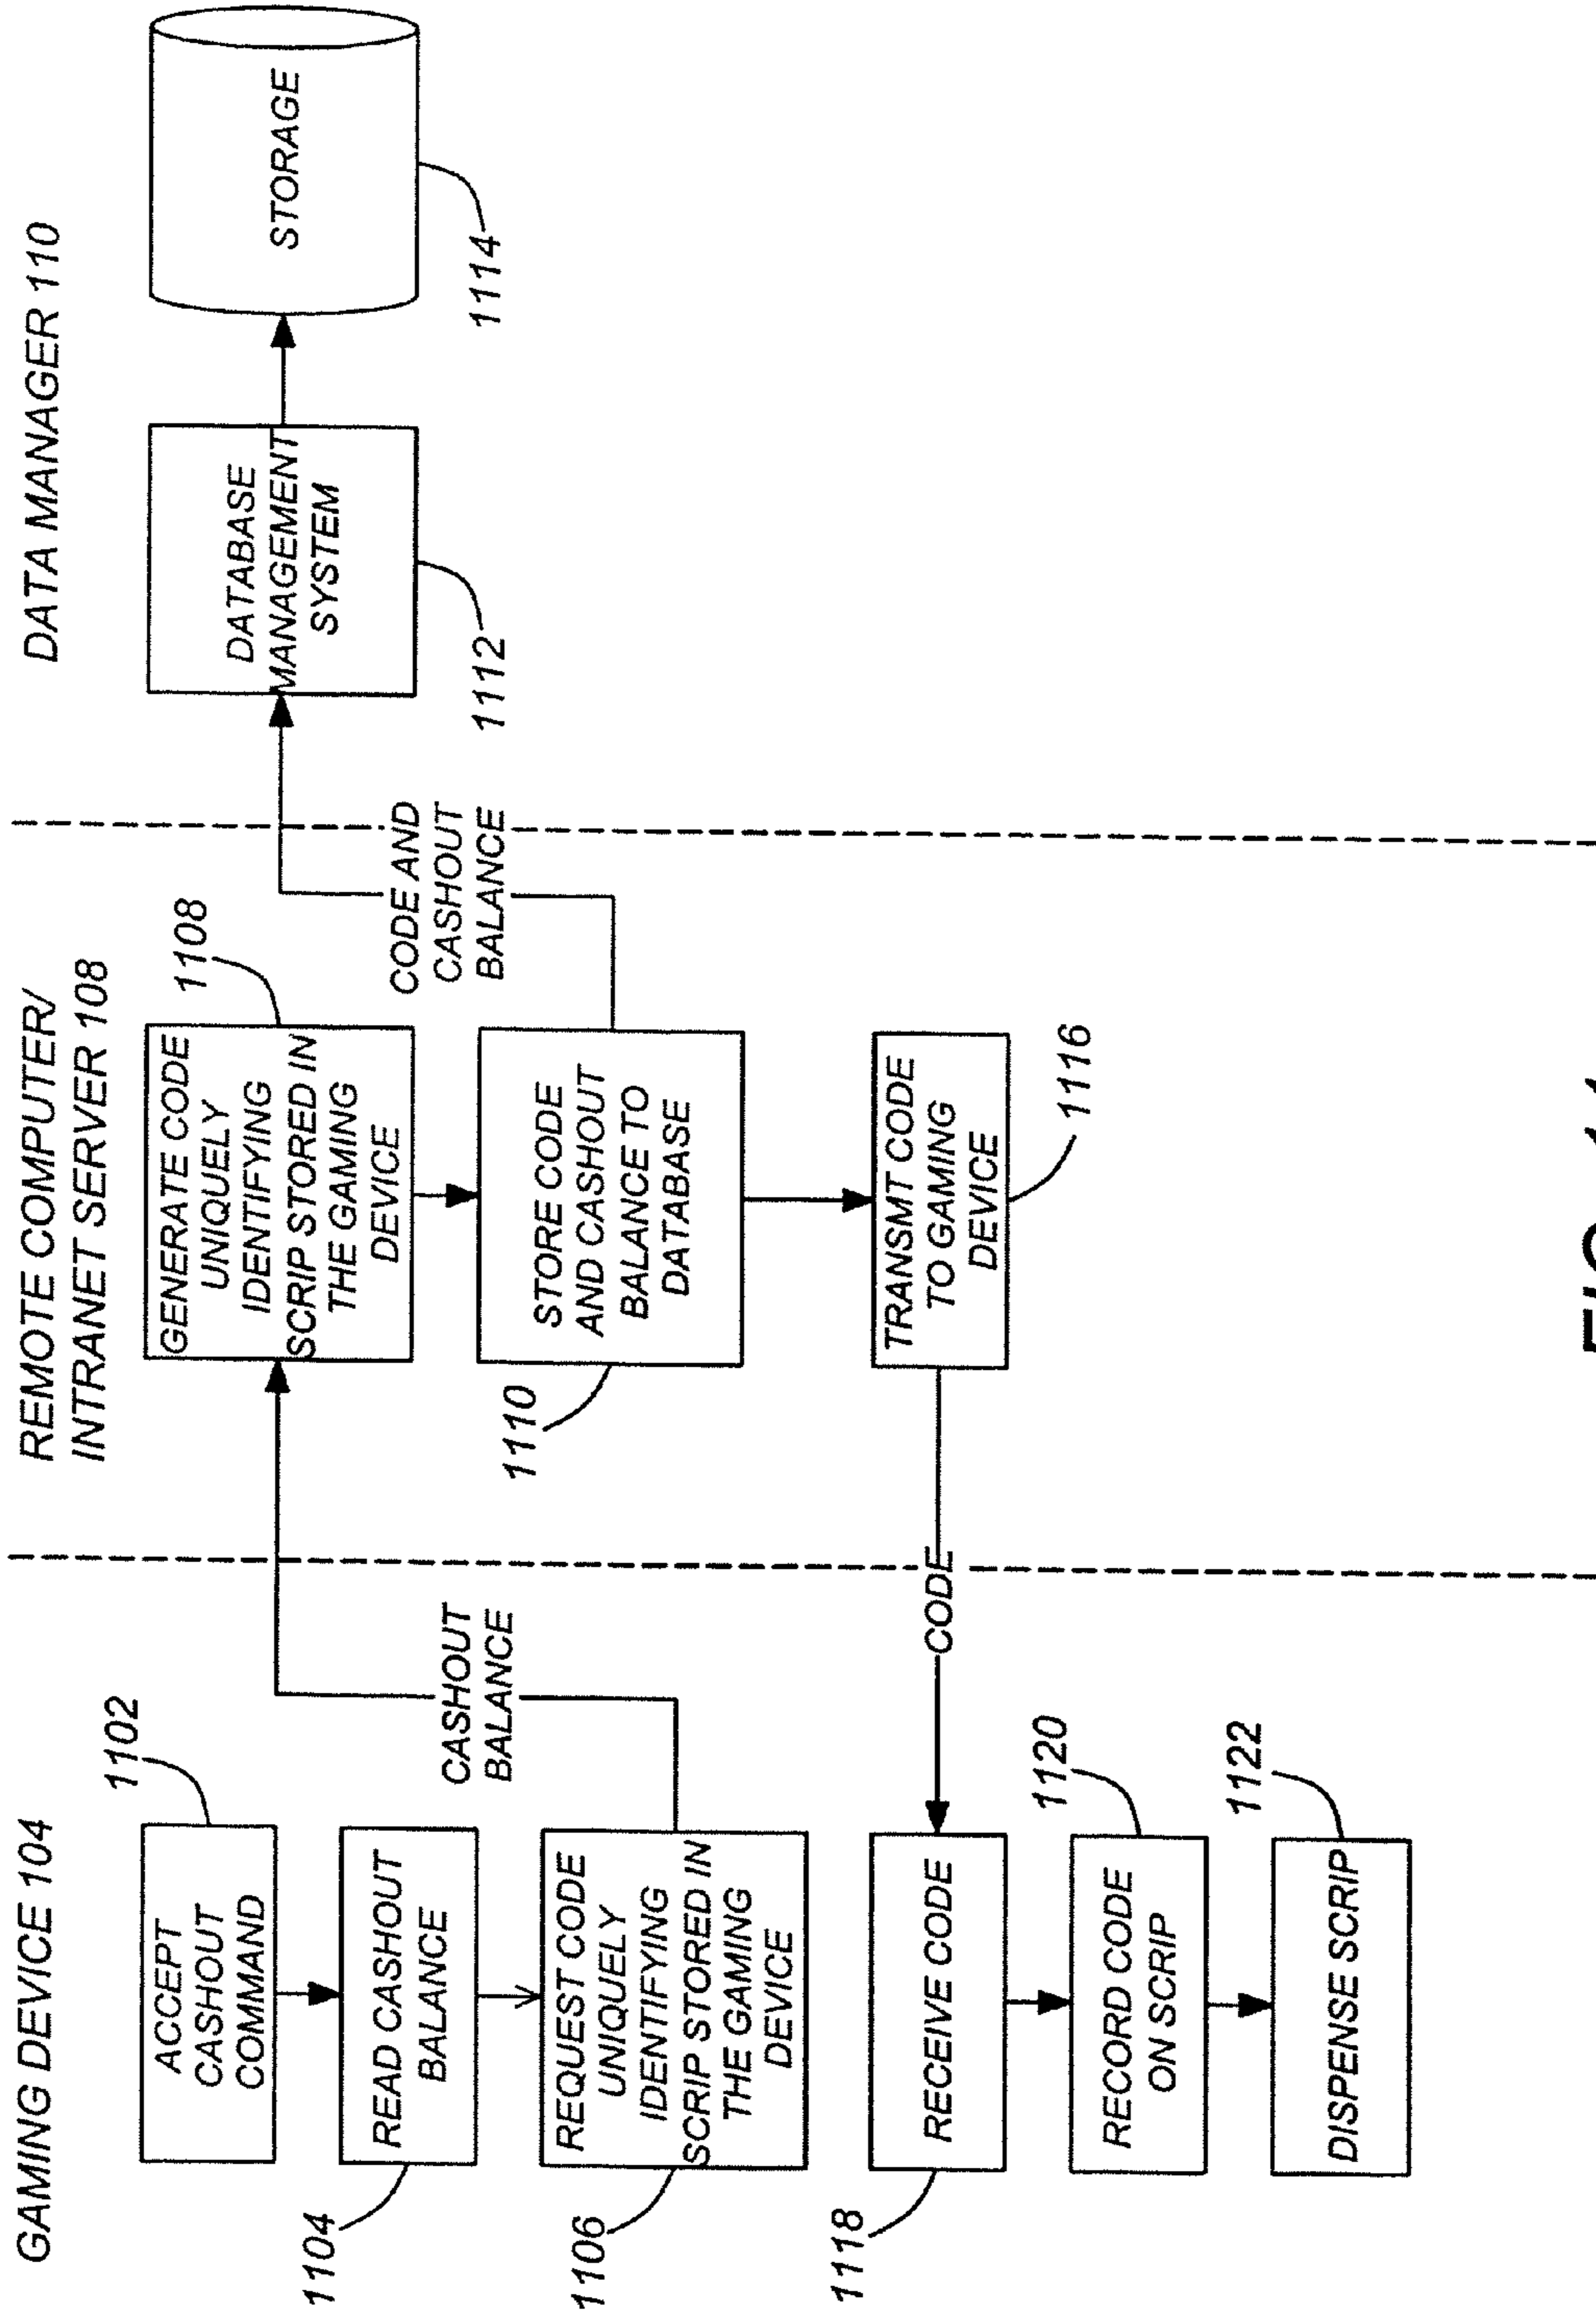 GAMING DEVICE 104
REMOTE COMPUTER/
INTRANET SERVER 108
DATA MANAGER 110
1102
ACCEPT
CASHOUT
COMMAND
READ CASHOUT
BALANCE
1104
REQUEST CODE
UNIQUELY
IDENTIFYING
SCRIP STORED IN
THE GAMING
DEVICE
1106
CASHOUT
BALANCE
1108
GENERATE CODE
UNIQUELY
IDENTIFYING
SCRIP STORED IN
THE GAMING
DEVICE
STORE CODE
AND CASHOUT
BALANCE TO
DATABASE
1110
CODE AND
CASHOUT
BALANCE
DATABASE
MANAGEMENT
SYSTEM
1112
STORAGE
1114
TRANSMT CODE
TO GAMING
DEVICE
1116
CODE
RECEIVE CODE
1118
RECORD CODE
ON SCRIP
1120
DISPENSE SCRIP
1122